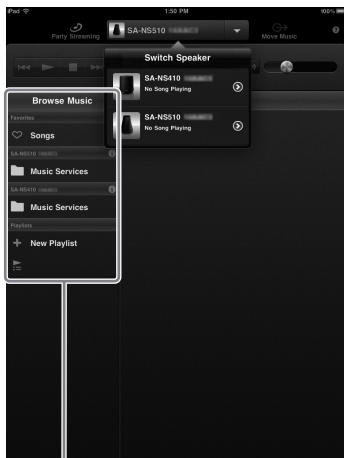 iPad
1:50 PM
100%
Party Streaming
SA-NS510
Move Music
?
Switch Speaker
SA-NS410
No Song Playing
SA-NS510
No Song Playing
Browse Music
Favorites
Songs
SA-NS510
Music Services
SA-NS410
Music Services
Playlists
New Playlist